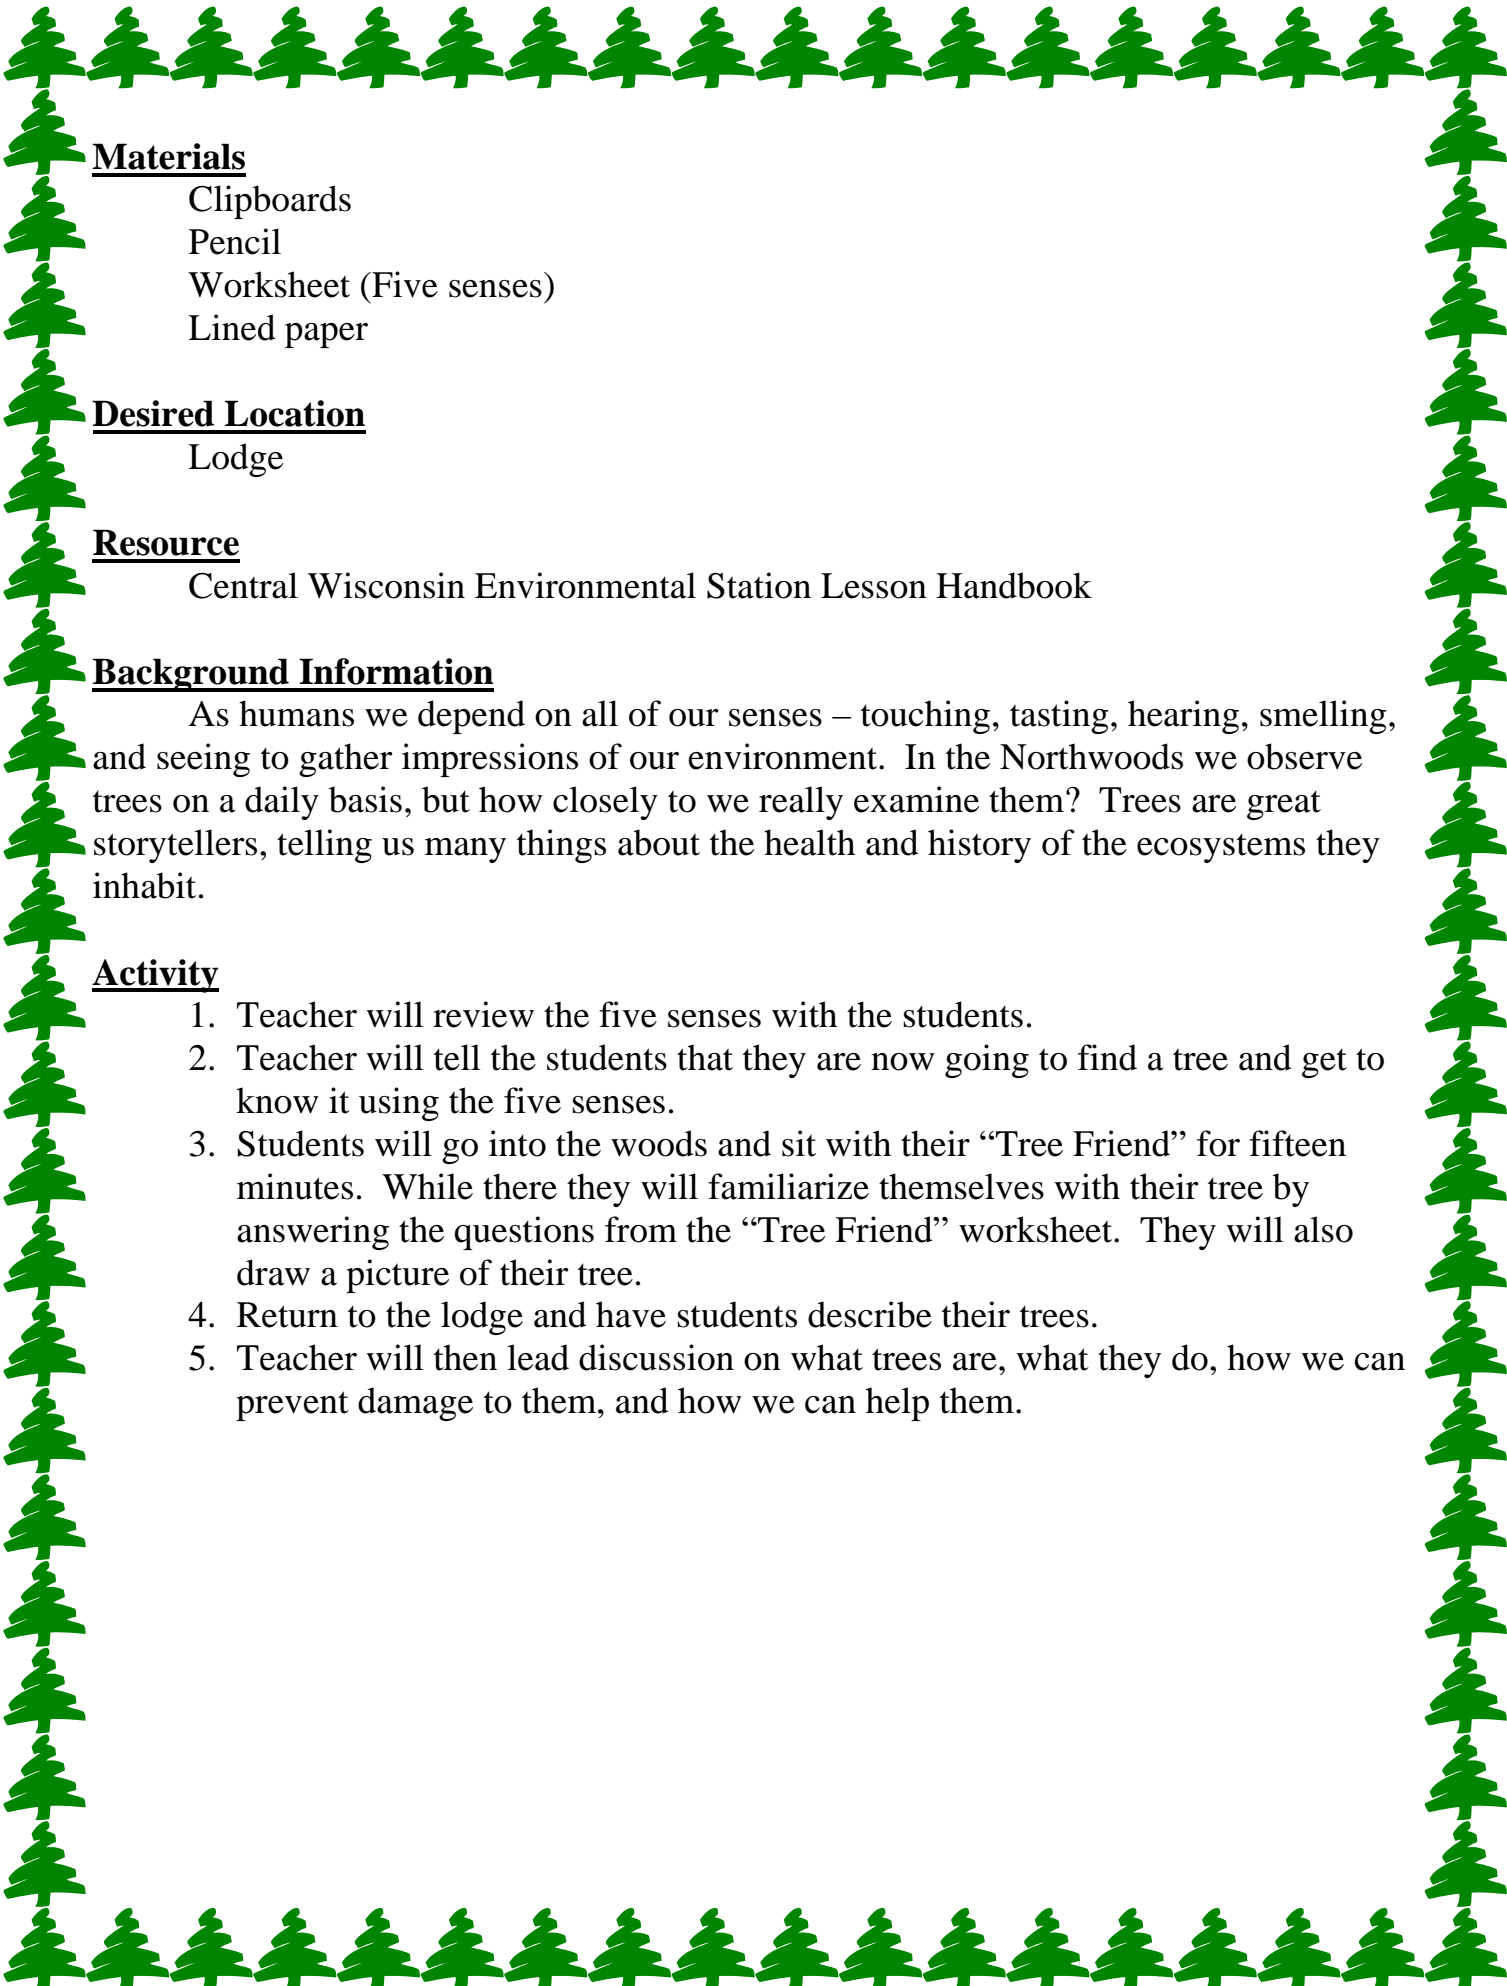 Materials
Clipboards
Pencil
Worksheet (Five senses)
Lined paper
Desired Location
Lodge
Resource
Central Wisconsin Environmental Station Lesson Handbook
Background Information
As humans we depend on all of our senses – touching, tasting, hearing, smelling,
and seeing to gather impressions of our environment.  In the Northwoods we observe
trees on a daily basis, but how closely to we really examine them?  Trees are great
storytellers, telling us many things about the health and history of the ecosystems they
inhabit.
Activity
1. Teacher will review the five senses with the students.
2. Teacher will tell the students that they are now going to find a tree and get to
know it using the five senses.
3. Students will go into the woods and sit with their “Tree Friend” for fifteen
minutes.  While there they will familiarize themselves with their tree by
answering the questions from the “Tree Friend” worksheet.  They will also
draw a picture of their tree.
4. Return to the lodge and have students describe their trees.
5. Teacher will then lead discussion on what trees are, what they do, how we can
prevent damage to them, and how we can help them.